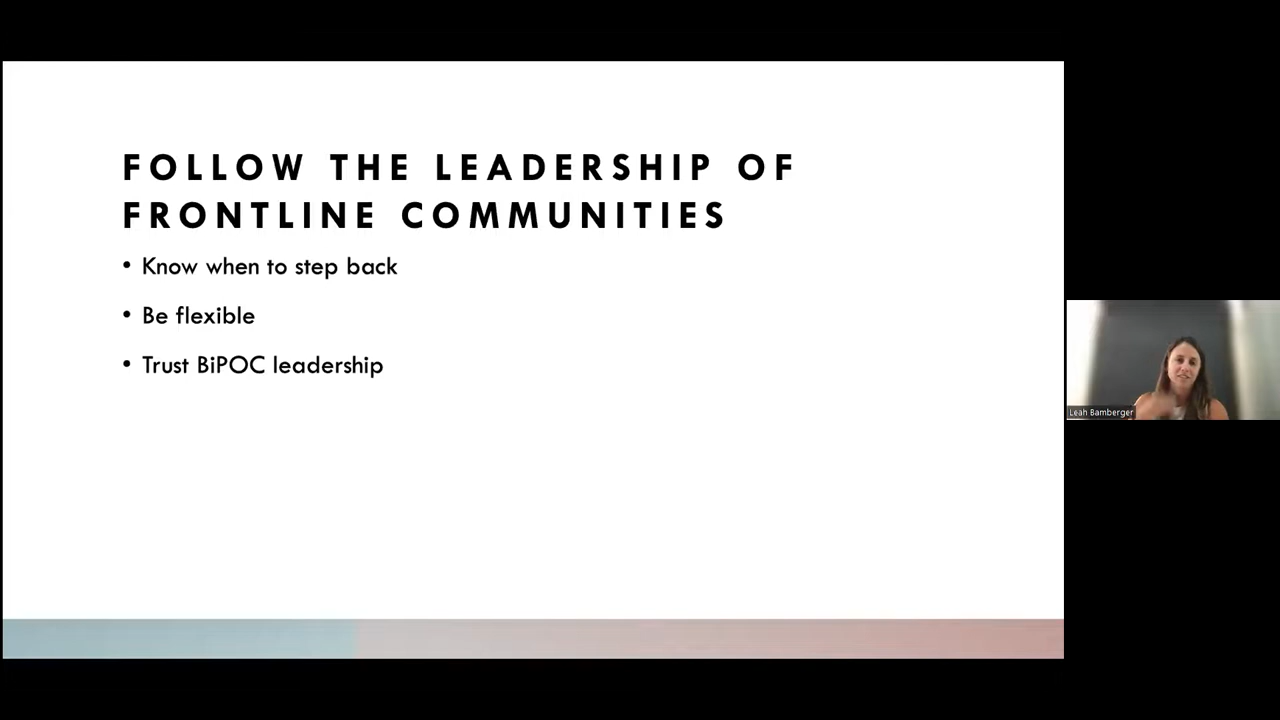 FOLLOW THE LEADERSHIP OF
FRONTLINE COMMUNITIES
• Know when to step back
• Be flexible
• Trust BiPOC leadership
Leah Bamberger